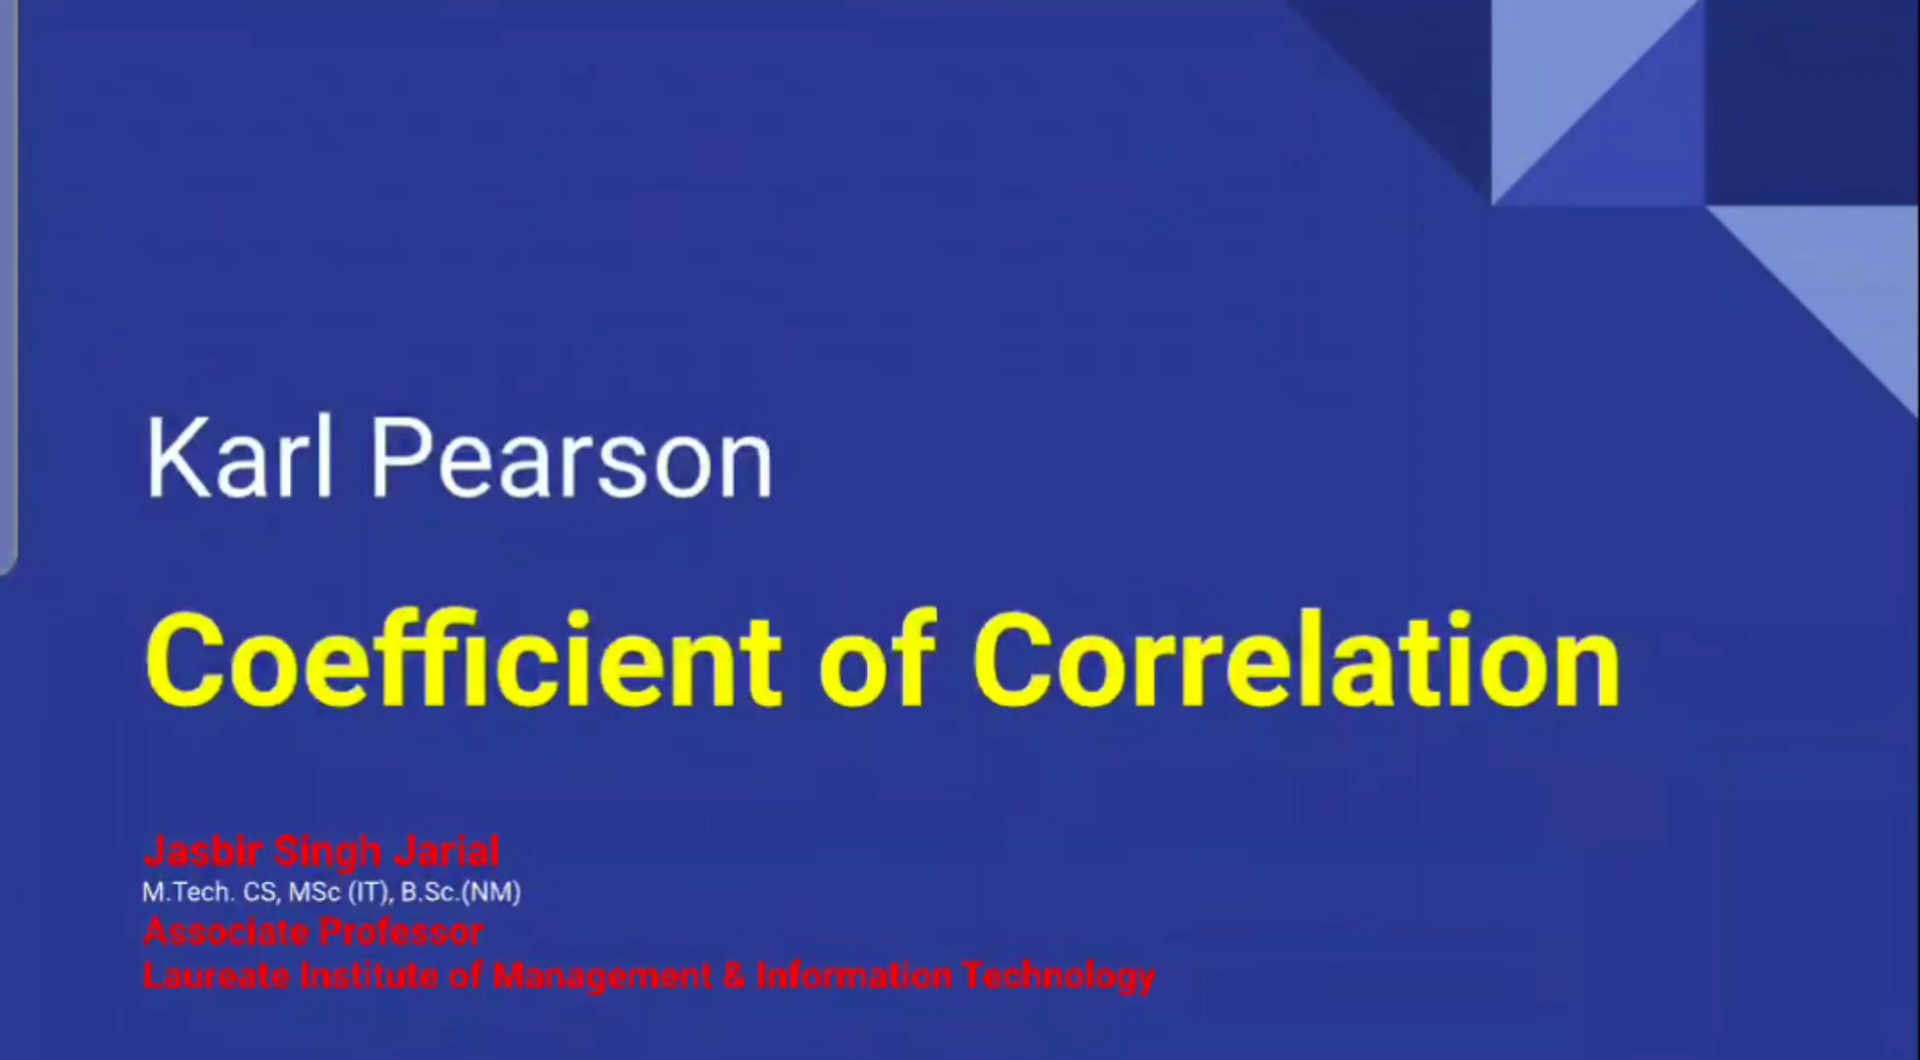 Karl Pearson
Coefficient of Correlation
Jasbir Singh Jarial
M.Tech. CS, MSc (IT), B.Sc.(NM)
Associate Professor
Laureate Institute of Management & Information Technology